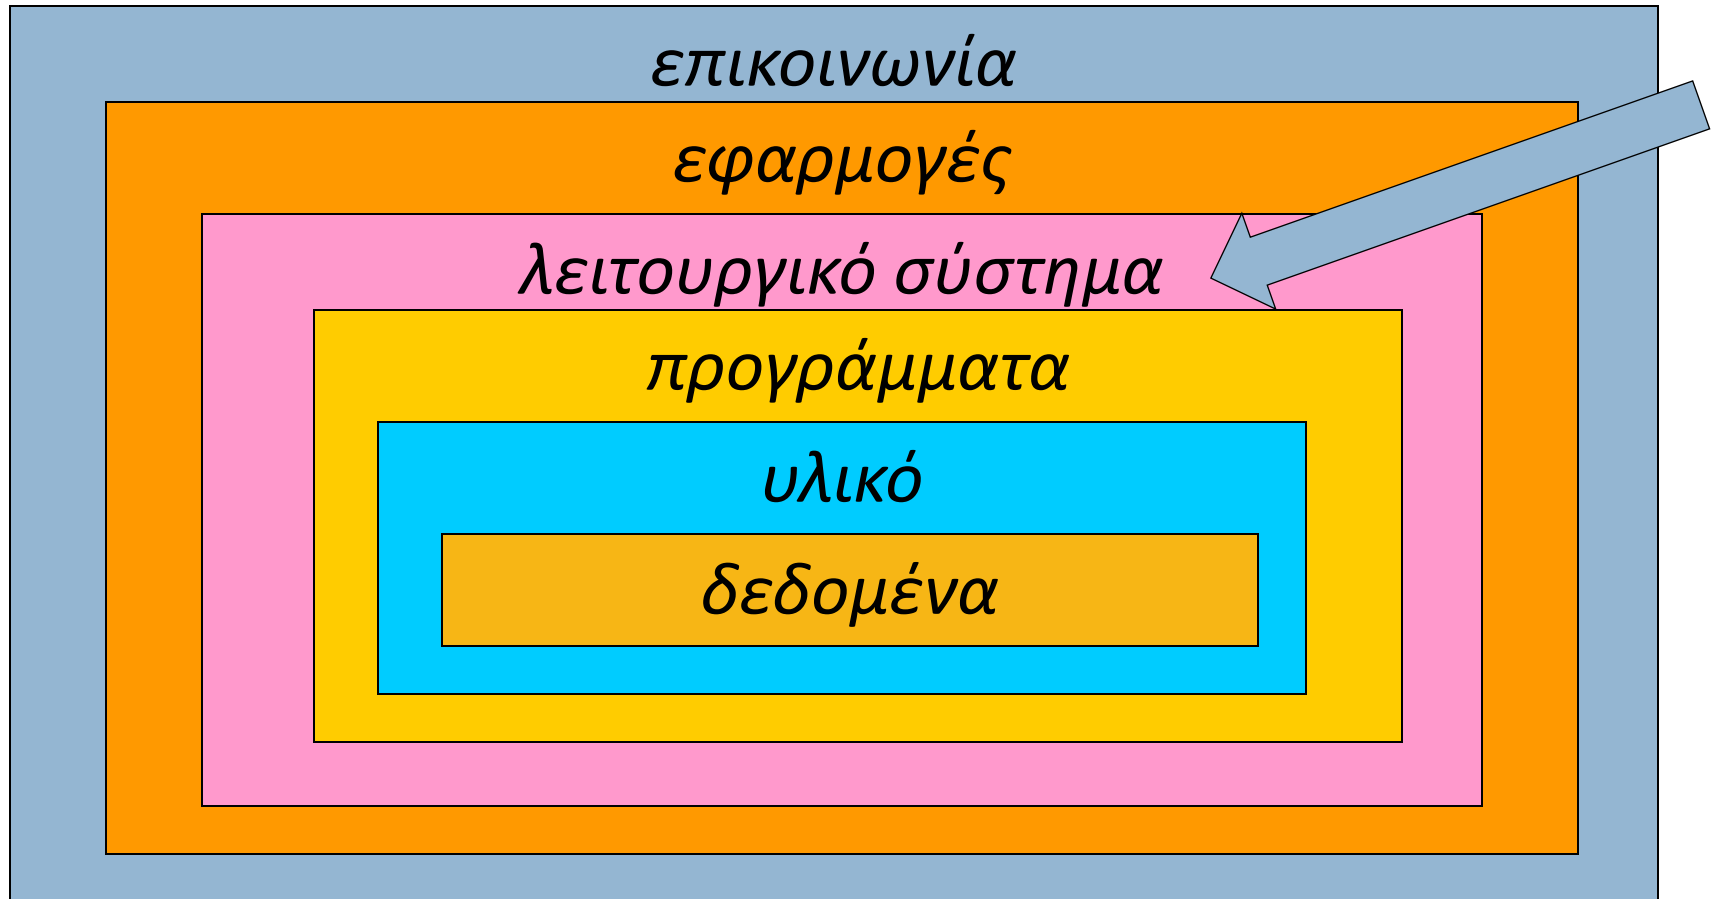 επικοινωνία
εφαρμογές
λειτουργικό σύστημα
προγράμματα
υλικό
δεδομένα